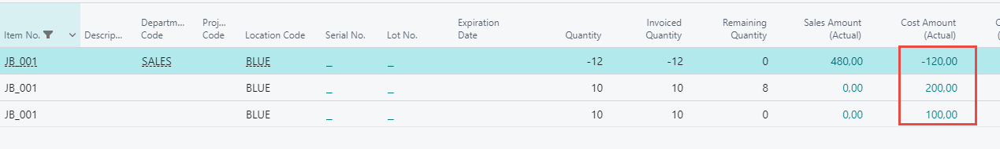 Item No. Descrip... Departm... Code Proj... Code Location Code Serial No. Lot No. Expiration Date Quantity Invoiced Quantity Remaining Quantity Sales Amount (Actual) Cost Amount (Actual) C
JB_001 SALES BLUE _ _ -12 -12 0 480,00 -120,00
JB_001 BLUE _ _ 10 10 8 0,00 200,00
JB_001 BLUE _ _ 10 10 0 0,00 100,00